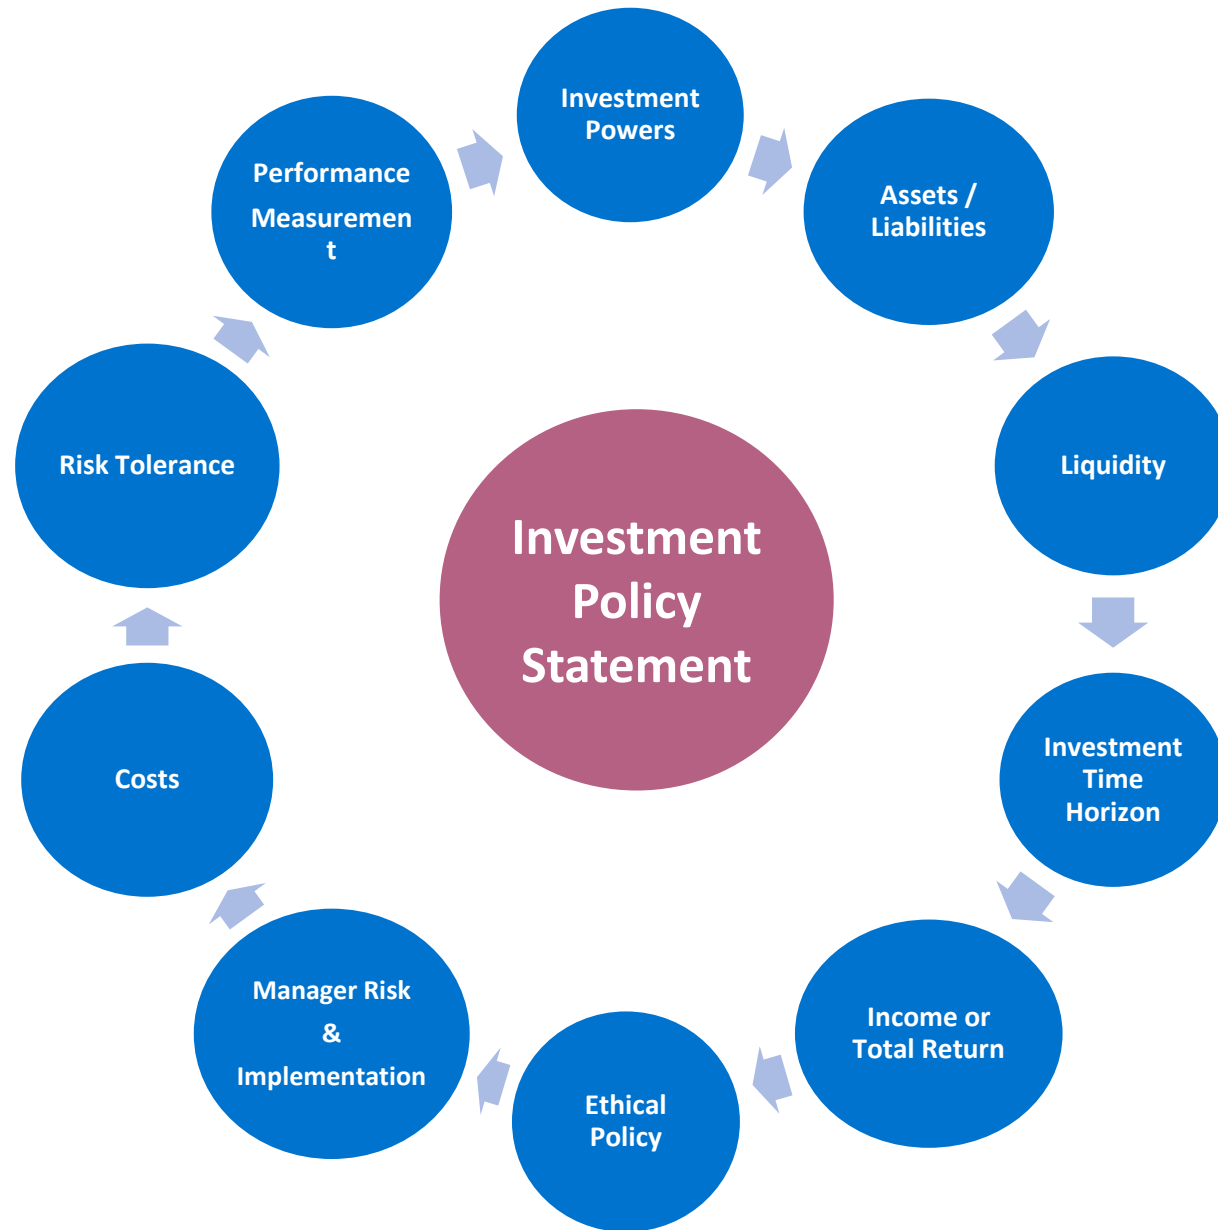 Investment
Powers
Assets /
Liabilities
Liquidity
Investment
Time
Horizon
Income or
Total Return
Ethical
Policy
Manager Risk
&
Implementation
Costs
Risk Tolerance
Performance
Measuremen
t
Investment
Policy
Statement